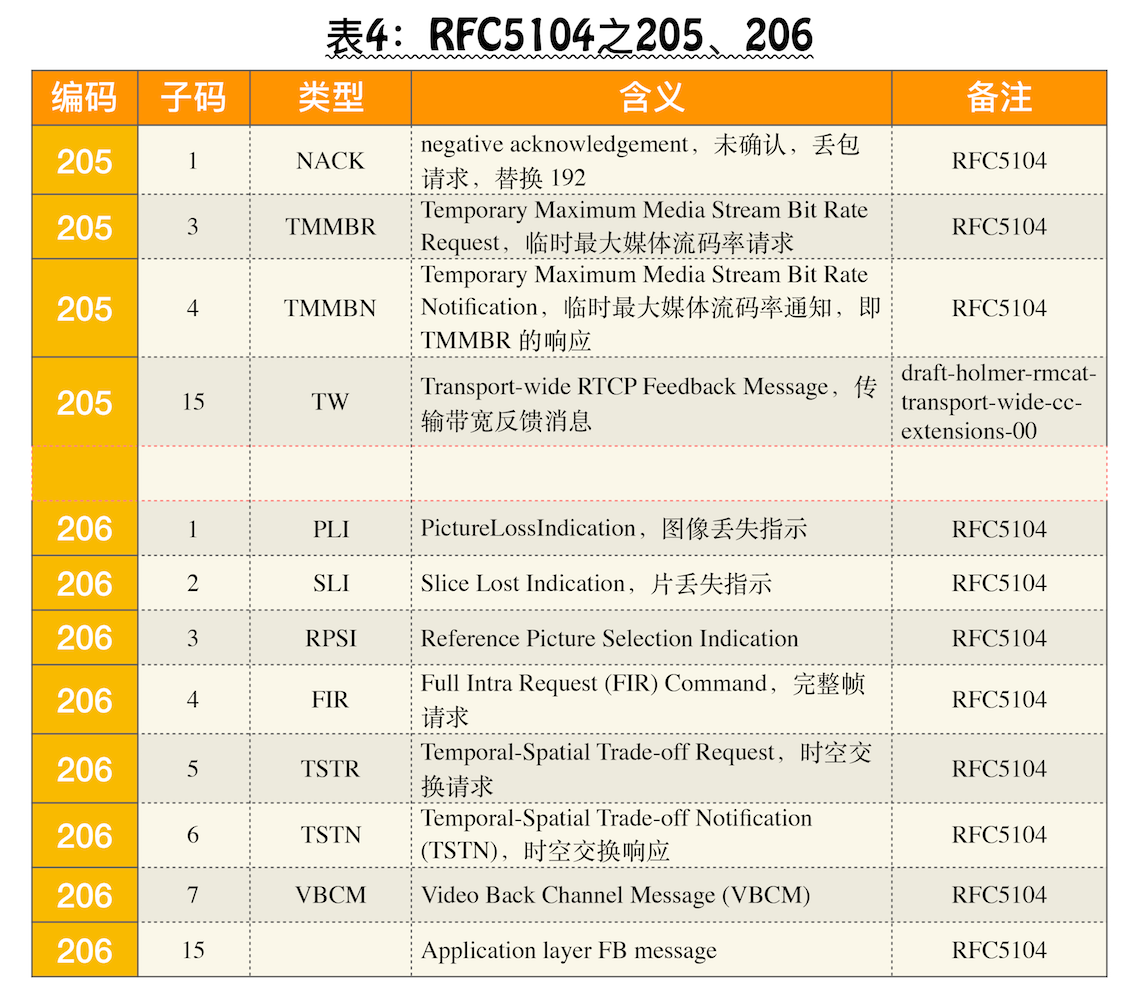 表4：RFC5104之205、206
编码 子码 类型 含义 备注
205 1 NACK negative acknowledgement，未确认，丢包
请求，替换 192 RFC5104
205 3 TMMBR Temporary Maximum Media Stream Bit Rate
Request，临时最大媒体流码率请求 RFC5104
205 4 TMMBN Temporary Maximum Media Stream Bit Rate
Notification，临时最大媒体流码率通知，即
TMMBR 的响应 RFC5104
205 15 TW Transport-wide RTCP Feedback Message，传
输带宽反馈消息 draft-holmer-rmcat-
transport-wide-cc-
extensions-00
206 1 PLI PictureLossIndication，图像丢失指示 RFC5104
206 2 SLI Slice Lost Indication，片丢失指示 RFC5104
206 3 RPSI Reference Picture Selection Indication RFC5104
206 4 FIR Full Intra Request (FIR) Command，完整帧
请求 RFC5104
206 5 TSTR Temporal-Spatial Trade-off Request，时空交
换请求 RFC5104
206 6 TSTN Temporal-Spatial Trade-off Notification
(TSTN)，时空交换响应 RFC5104
206 7 VBCM Video Back Channel Message (VBCM) RFC5104
206 15 Application layer FB message RFC5104